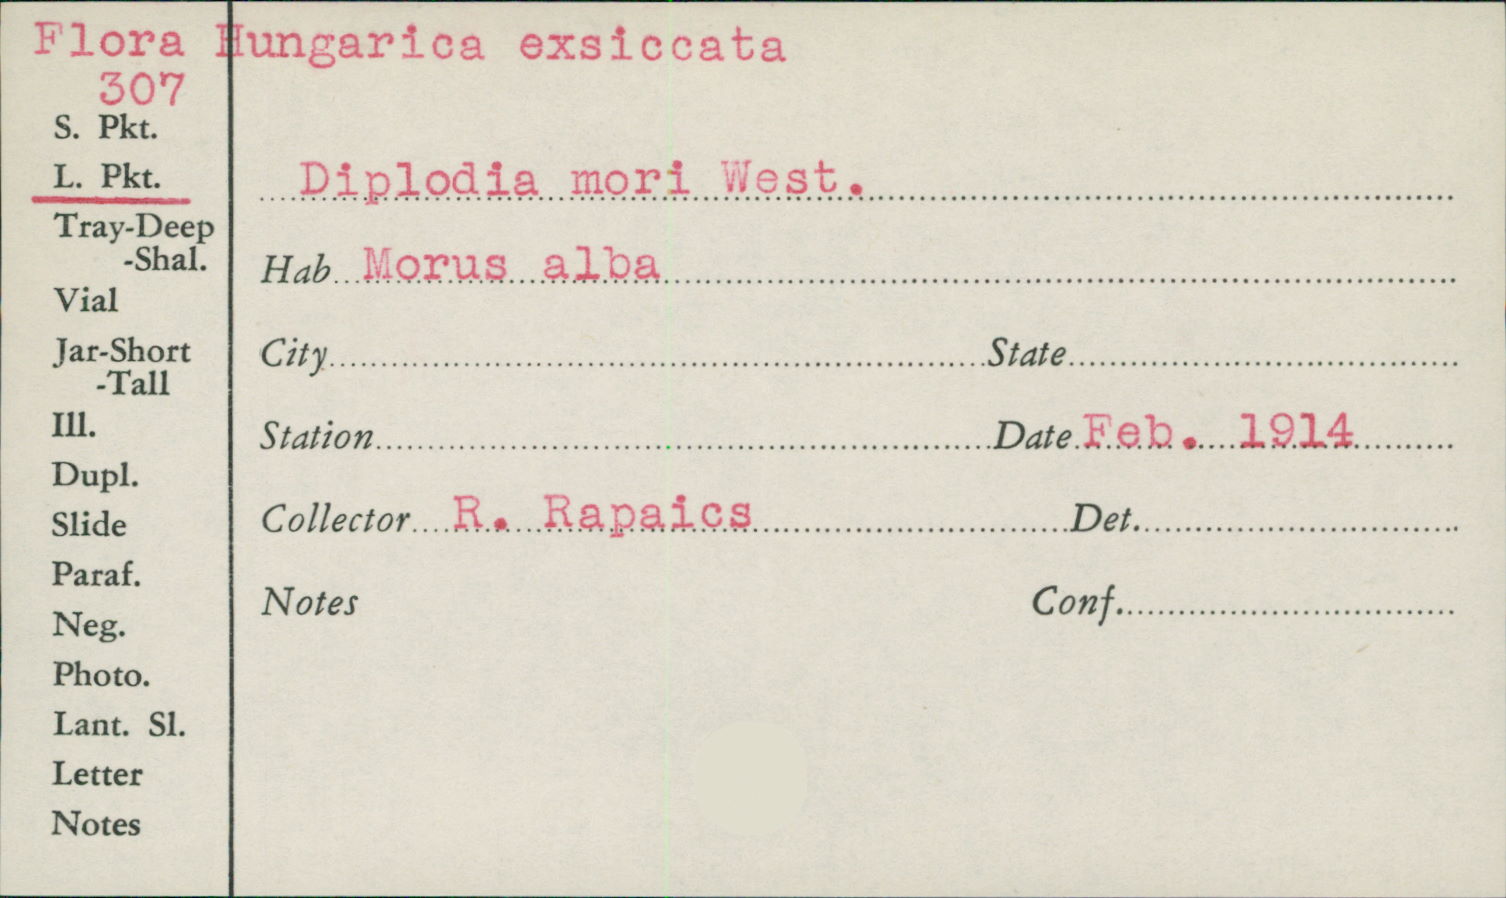 Flora Hungarica exsiccata
307
S. Pkt.
L. Pkt.
Tray-Deep
-Shal.
Vial
Jar-Short
-Tall
Ill.
Dupl.
Slide
Paraf.
Neg.
Photo.
Lant. Sl.
Letter
Notes
Diplodia mori West.
Hab Morus alba
City State
Station Date Feb. 1914
Collector R. Rapaics Det.
Notes Conf.